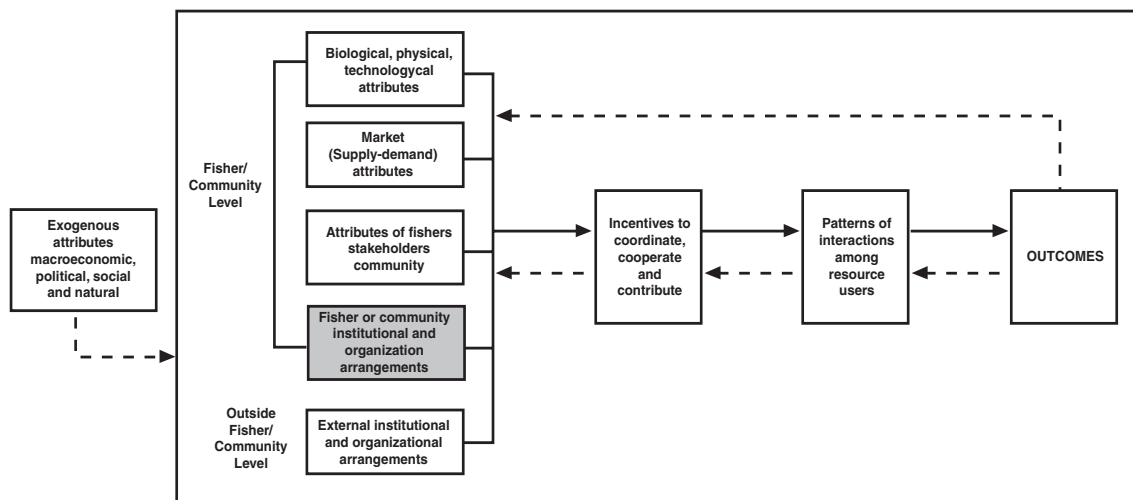 Exogenous
attributes
macroeconomic,
political, social
and natural
Fisher/
Community
Level
Biological, physical,
technologycal
attributes
Market
(Supply-demand)
attributes
Attributes of fishers
stakeholders
community
Fisher or community
institutional and
organization
arrangements
Outside
Fisher/
Community
Level
External institutional
and organizational
arrangements
Incentives to
coordinate,
cooperate
and
contribute
Patterns of
interactions
among
resource
users
OUTCOMES